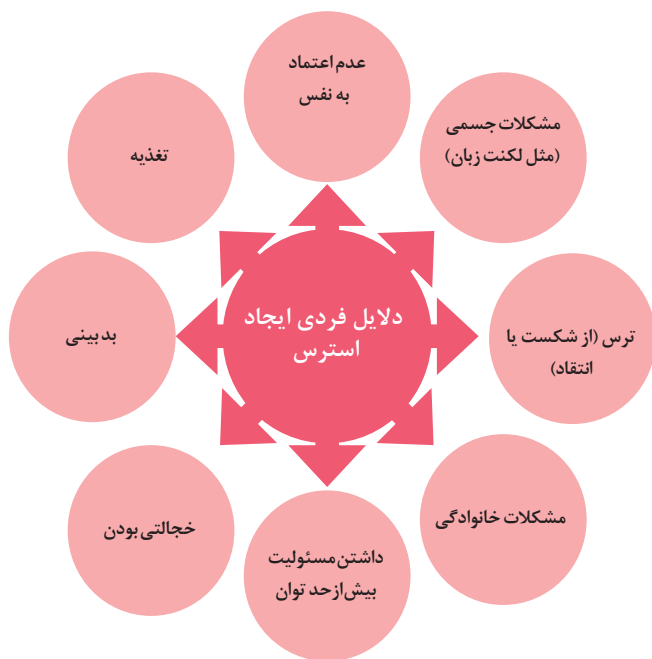 دلایل فردی ایجاد
استرس
عدم اعتماد
به نفس
مشکلات جسمی
(مثل لکنت زبان)
ترس (از شکست یا
انتقاد)
مشکلات خانوادگی
داشتن مسئولیت
بیش از حد توان
خجالتی بودن
بدبینی
تغذیه